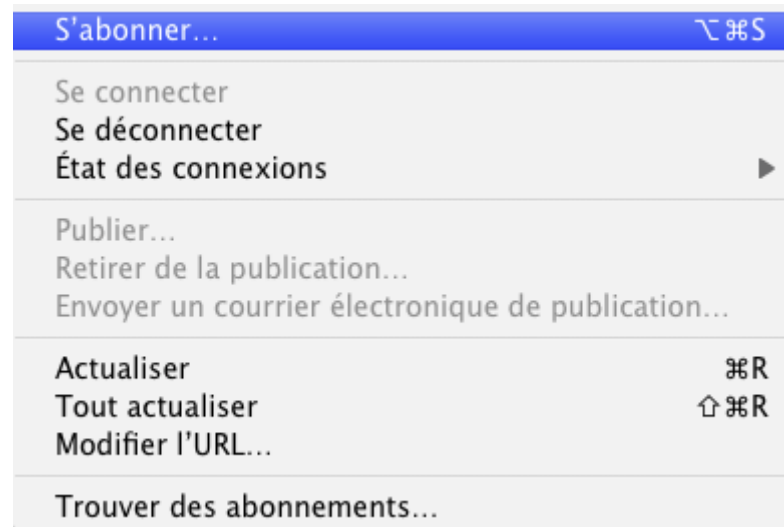 S’abonner… ⌥⌘S
Se connecter
Se déconnecter
État des connexions ▶
Publier…
Retirer de la publication…
Envoyer un courrier électronique de publication…
Actualiser ⌘R
Tout actualiser ⇧⌘R
Modifier l’URL…
Trouver des abonnements…